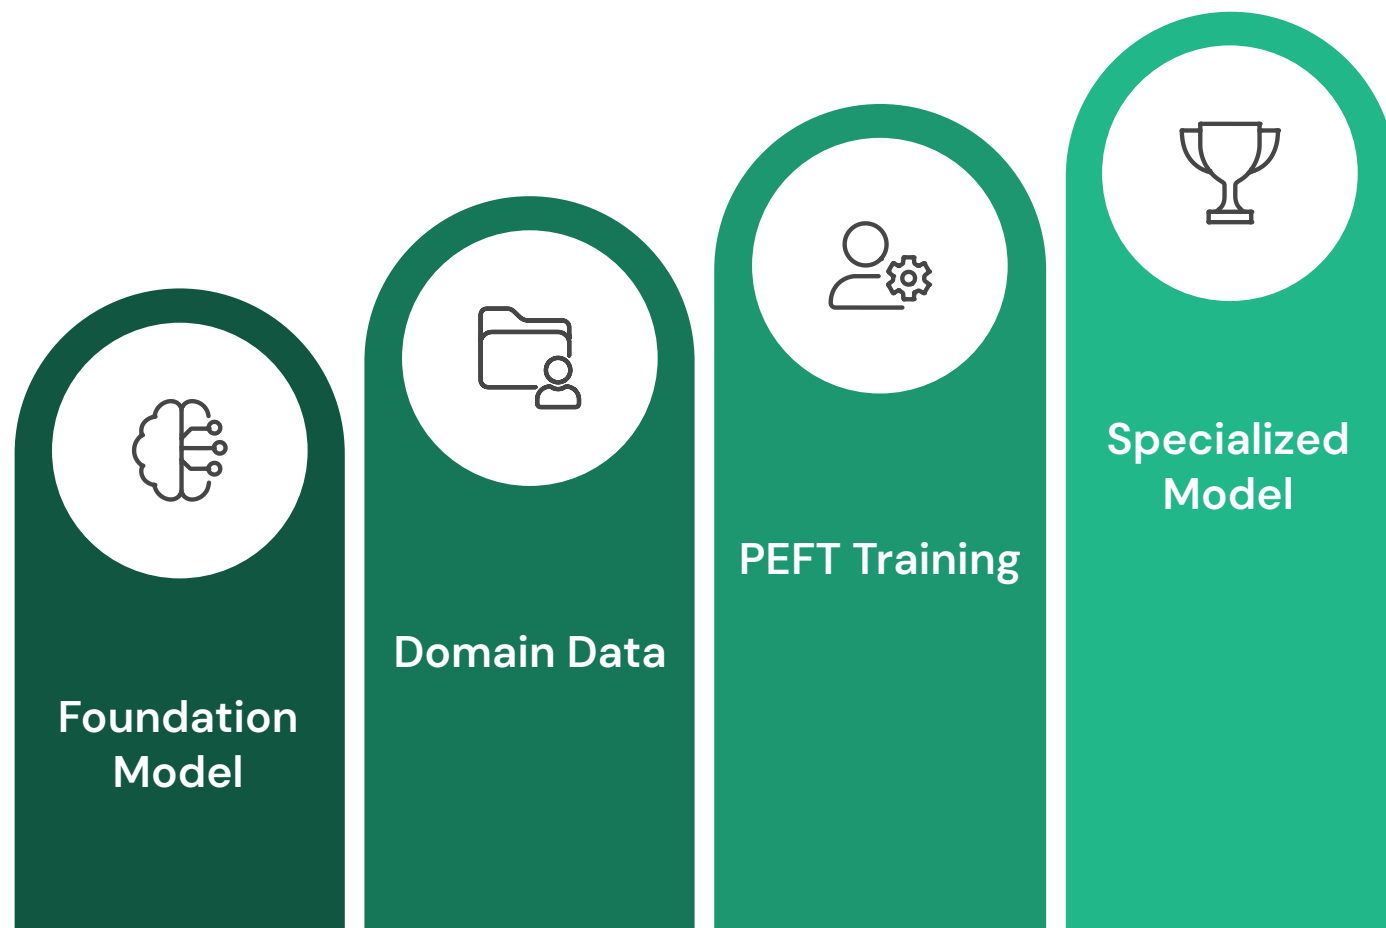 Foundation
Model
Domain Data
PEFT Training
Specialized
Model